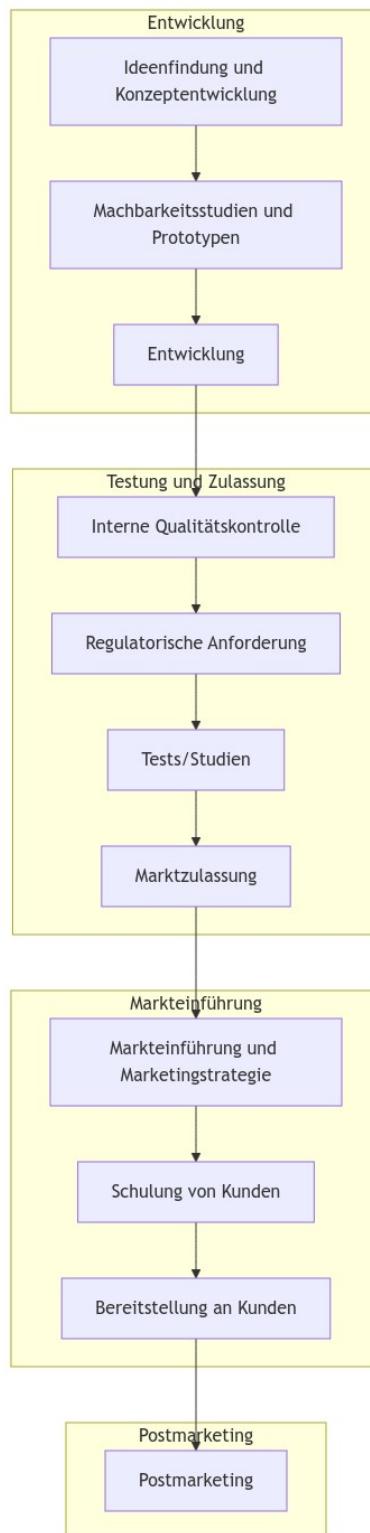 Entwicklung
Ideenfindung und
Konzeptentwicklung
Machbarkeitsstudien und
Prototypen
Entwicklung
Testung und Zulassung
Interne Qualitätskontrolle
Regulatorische Anforderung
Tests/Studien
Marktzulassung
Markteinführung
Markteinführung und
Marketingstrategie
Schulung von Kunden
Bereitstellung an Kunden
Postmarketing
Postmarketing